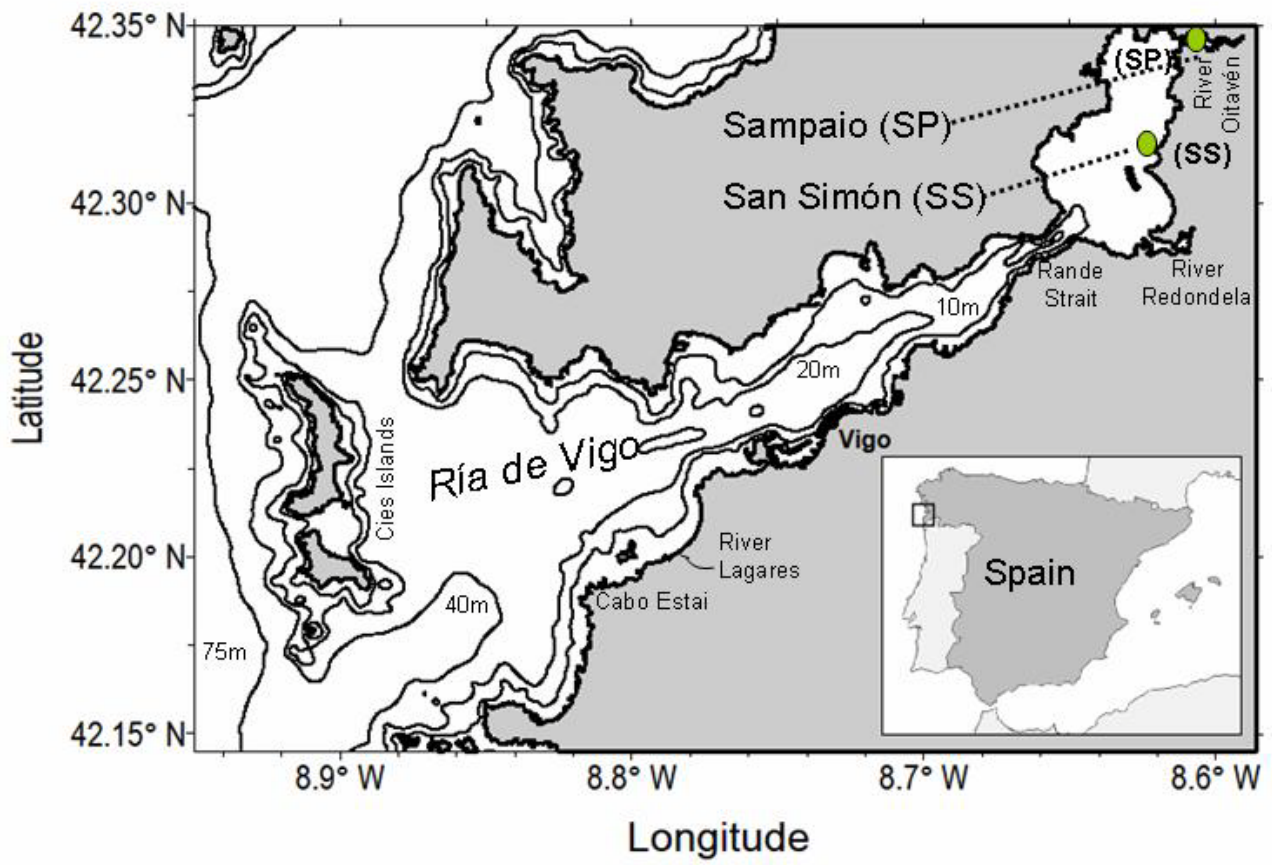 42.35° N
42.30° N
42.25° N
42.20° N
42.15° N
Latitude
8.9° W
8.8° W
8.7° W
8.6° W
Longitude
(SP)
River
Oitavén
Sampaio (SP)
(SS)
San Simón (SS)
Rande
Strait
River
Redondela
10m
20m
Vigo
Ría de Vigo
Cies Islands
River
Lagares
Cabo Estai
40m
75m
Spain